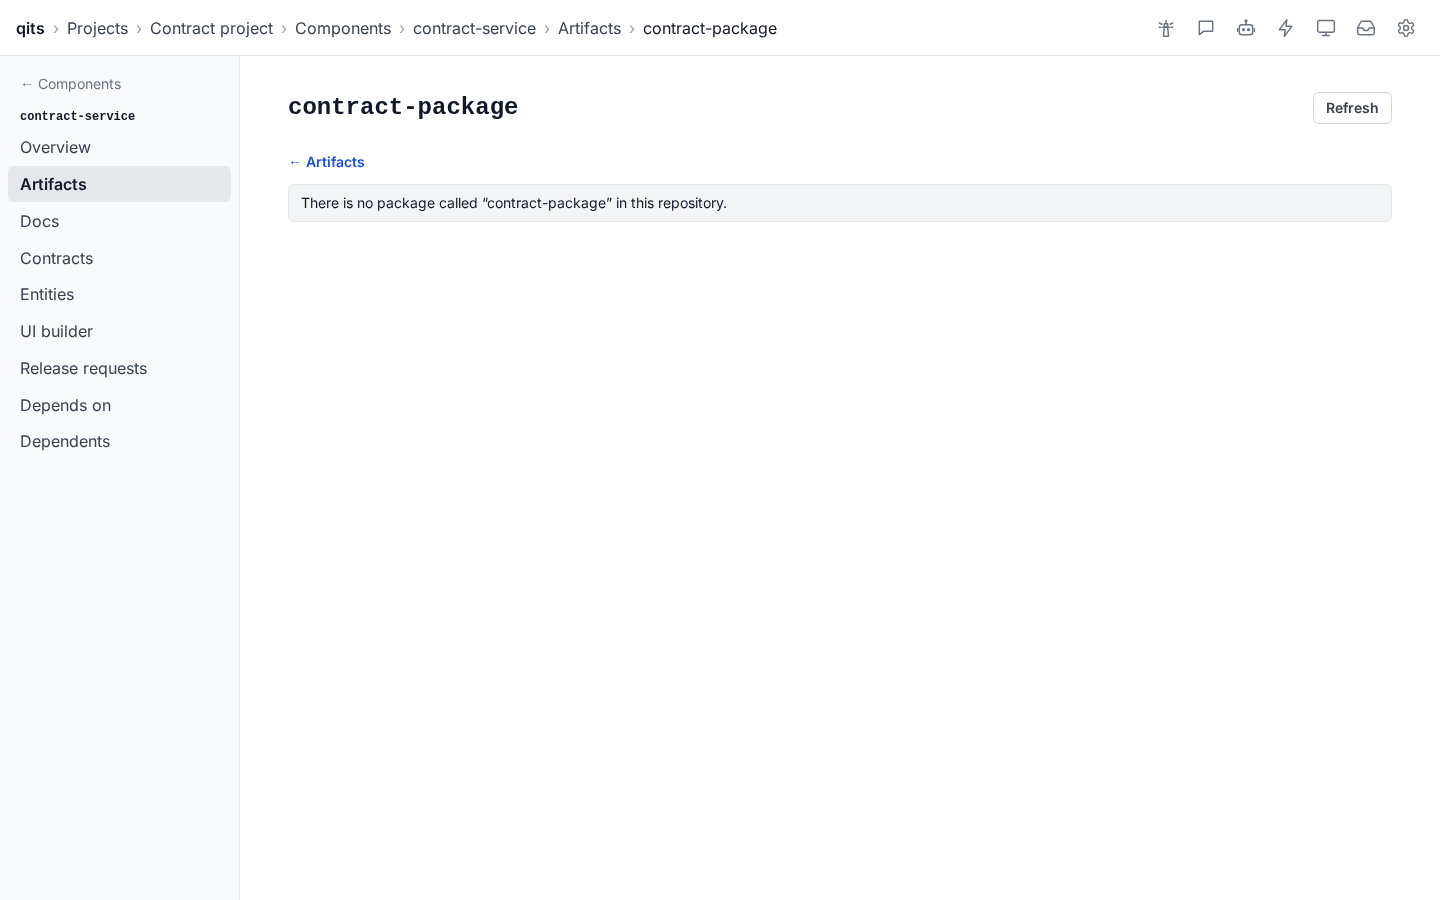 qits › Projects › Contract project › Components › contract-service › Artifacts › contract-package
← Components
contract-service
Overview
Artifacts
Docs
Contracts
Entities
UI builder
Release requests
Depends on
Dependents
contract-package
Refresh
← Artifacts
There is no package called “contract-package” in this repository.